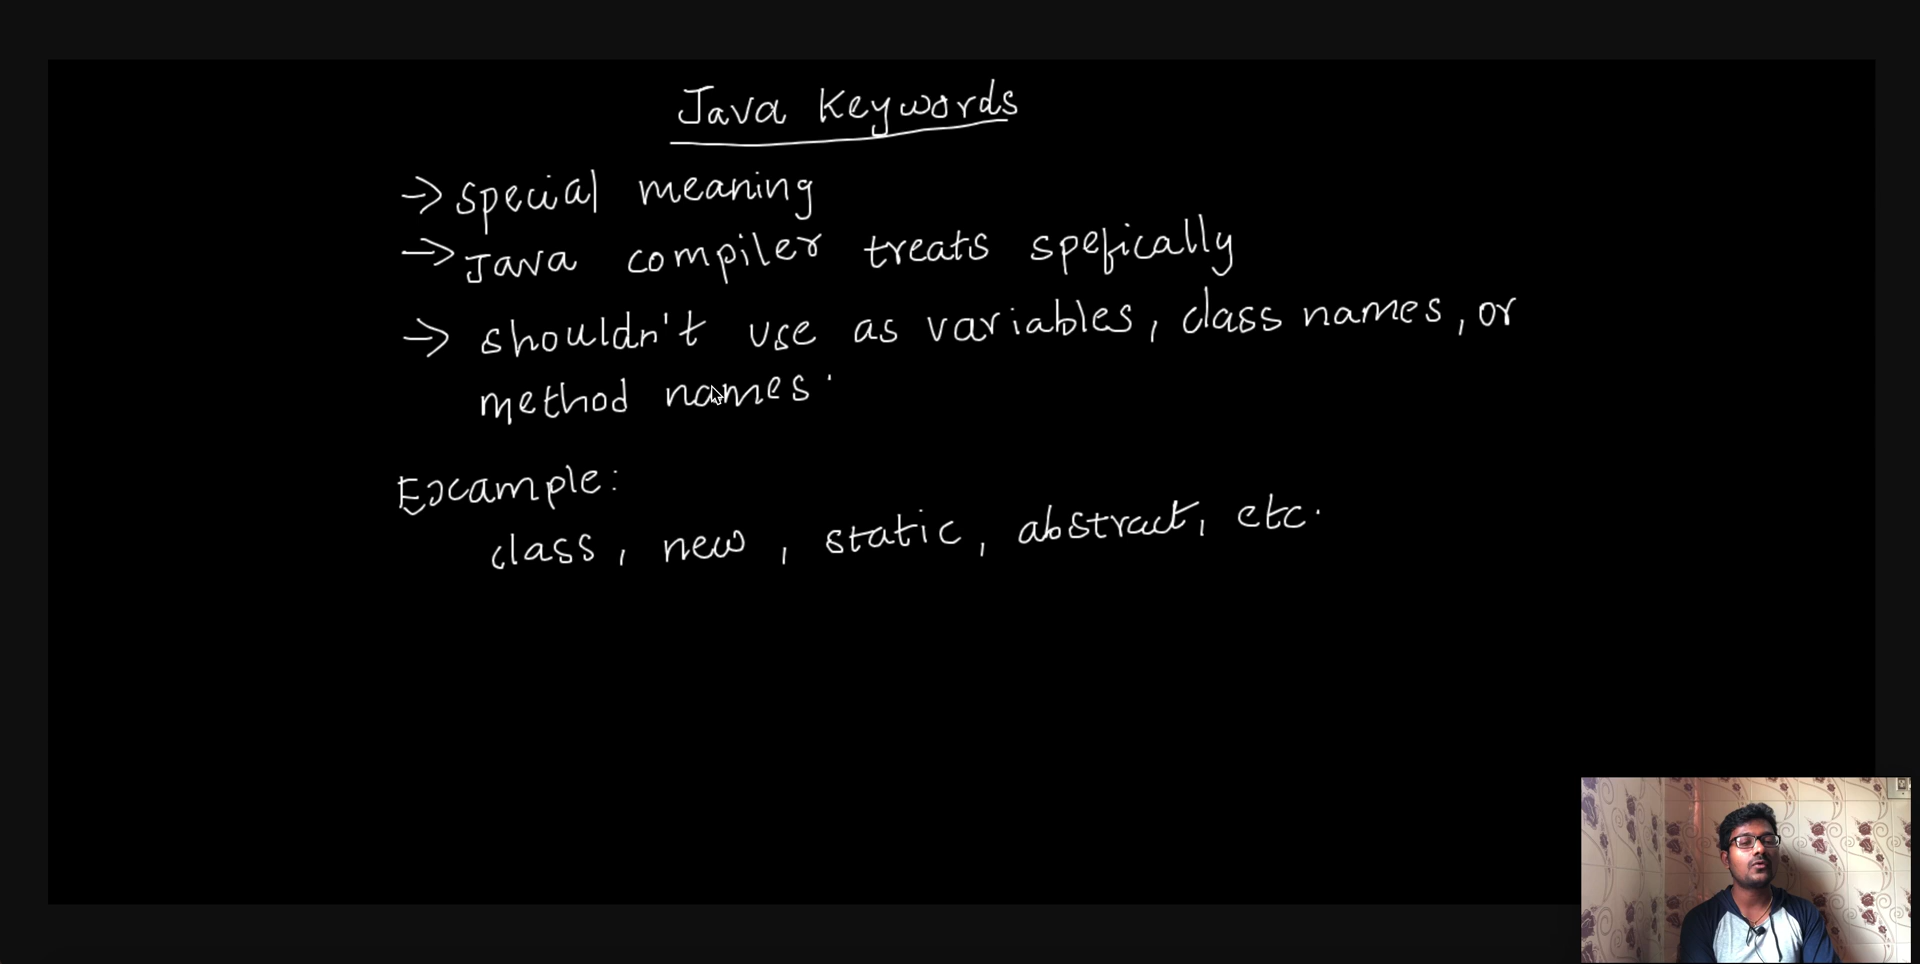 Java Keywords
→ special meaning
→ Java compiler treats spefically
→ shouldn't use as variables, class names, or
method names.
Example:
class, new, static, abstract, etc.